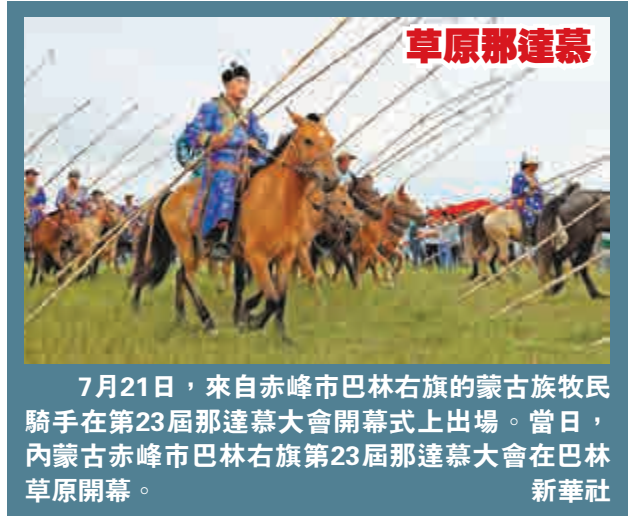 草原那達慕
7月21日，來自赤峰市巴林右旗的蒙古族牧民
騎手在第23屆那達慕大會開幕式上出場。當日，
內蒙古赤峰市巴林右旗第23屆那達慕大會在巴林
草原開幕。 新華社